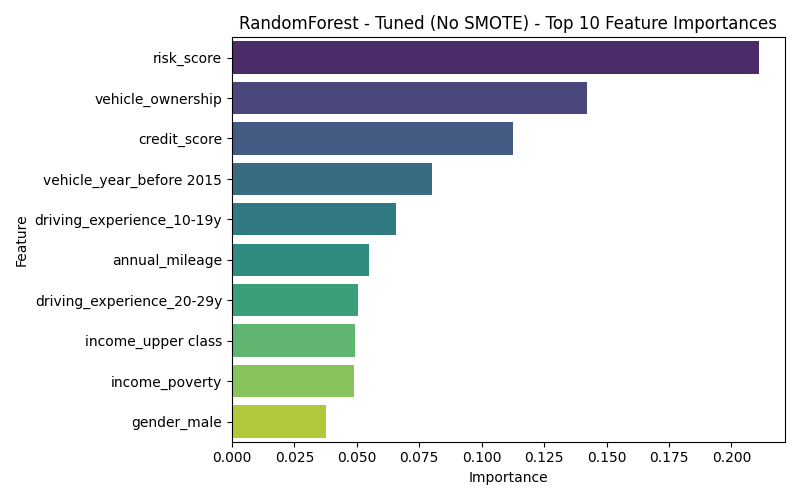 RandomForest - Tuned (No SMOTE) - Top 10 Feature Importances
risk_score
vehicle_ownership
credit_score
vehicle_year_before 2015
driving_experience_10-19y
annual_mileage
driving_experience_20-29y
income_upper class
income_poverty
gender_male
Feature
0.000 0.025 0.050 0.075 0.100 0.125 0.150 0.175 0.200
Importance